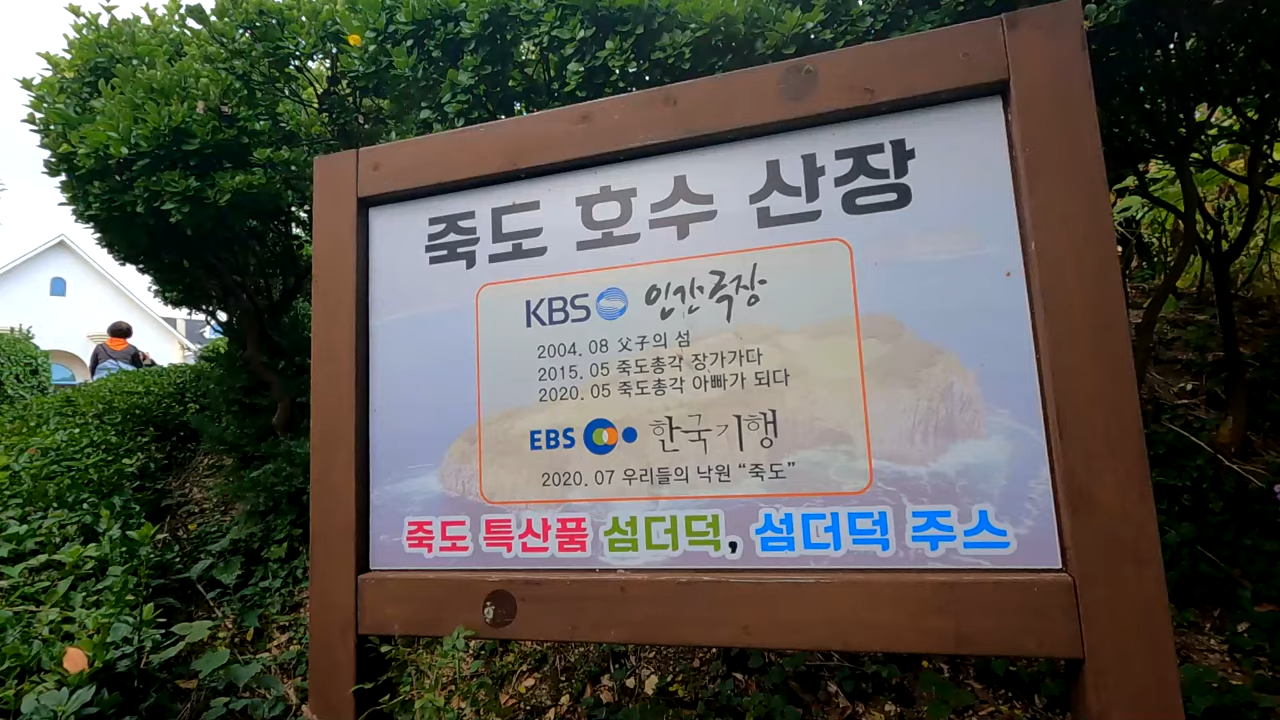 죽도 호수 산장
KBS 인간극장
2004. 08 父子의 섬
2015. 05 죽도총각 장가가다
2020. 05 죽도총각 아빠가 되다
EBS 한국기행
2020. 07 우리들의 낙원 “죽도”
죽도 특산품 섬더덕, 섬더덕 주스